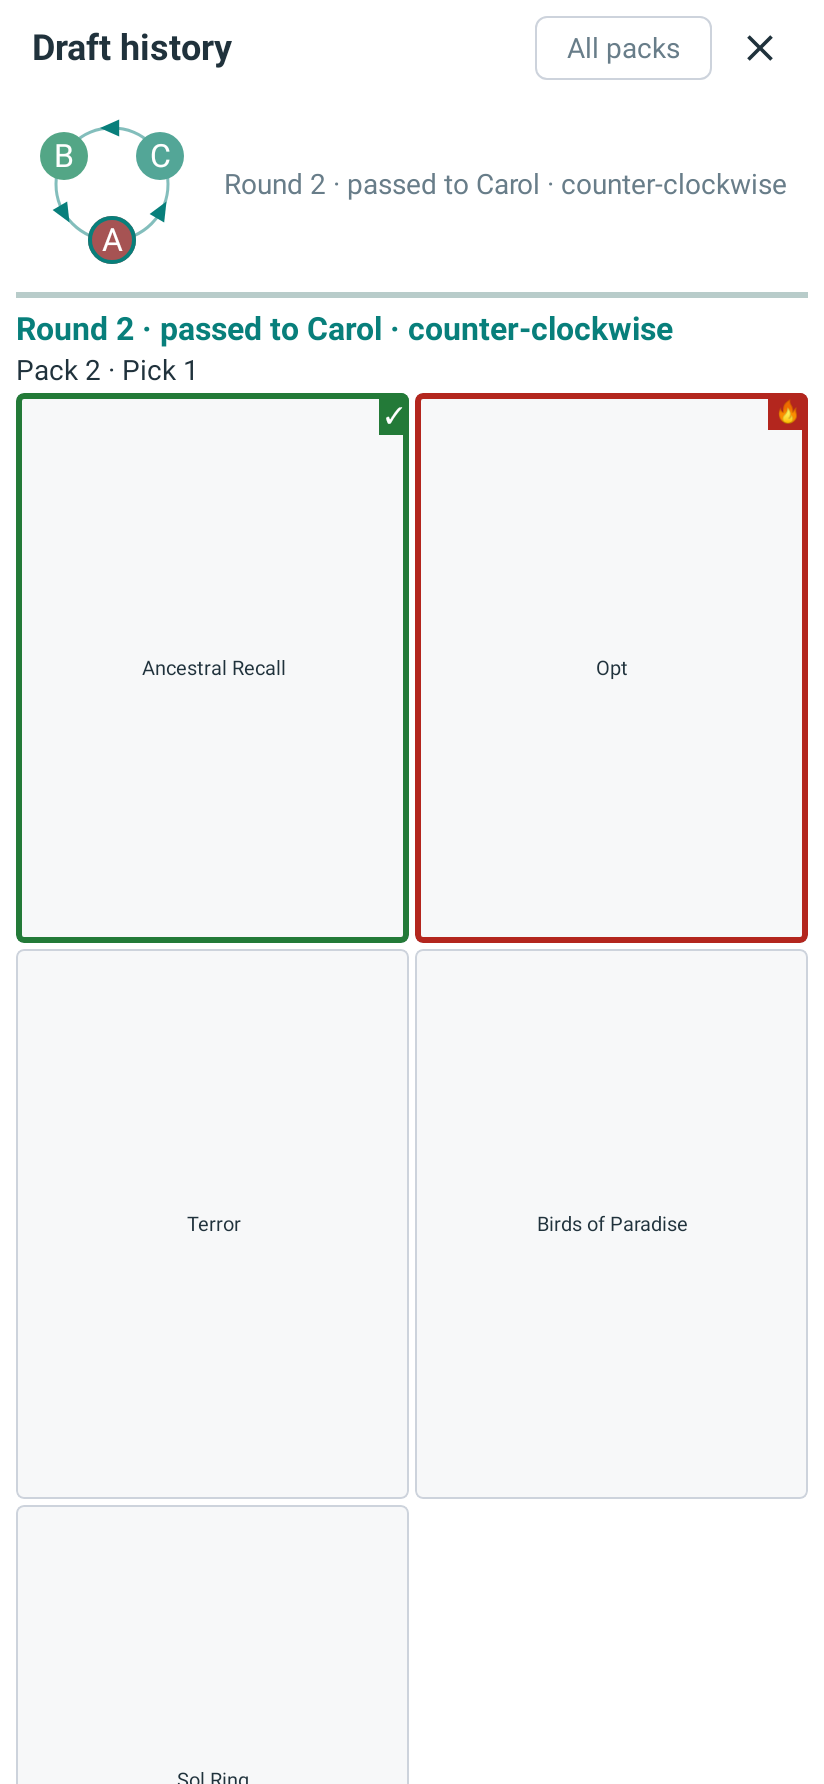 Draft history
All packs
B
C
A
Round 2 · passed to Carol · counter-clockwise
Round 2 · passed to Carol · counter-clockwise
Pack 2 · Pick 1
✓
🔥
Ancestral Recall
Opt
Terror
Birds of Paradise
Sol Ring